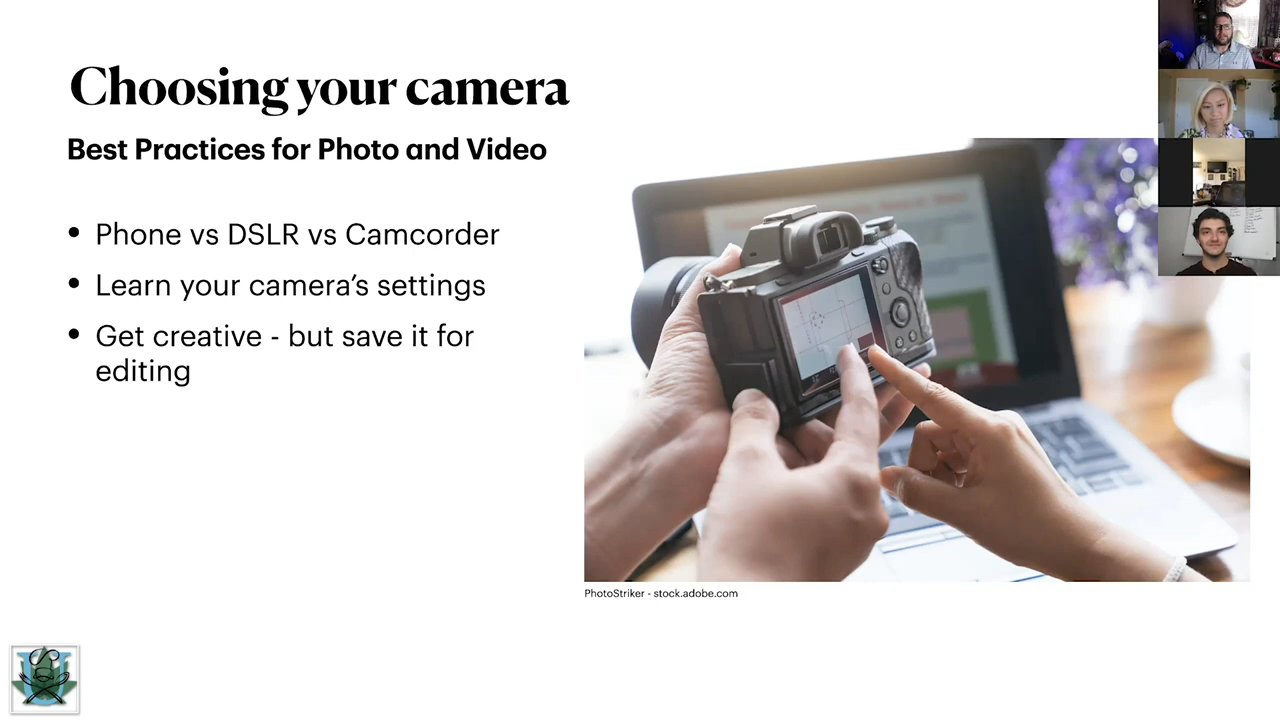 Choosing your camera
Best Practices for Photo and Video
• Phone vs DSLR vs Camcorder
• Learn your camera’s settings
• Get creative - but save it for
editing
PhotoStriker - stock.adobe.com